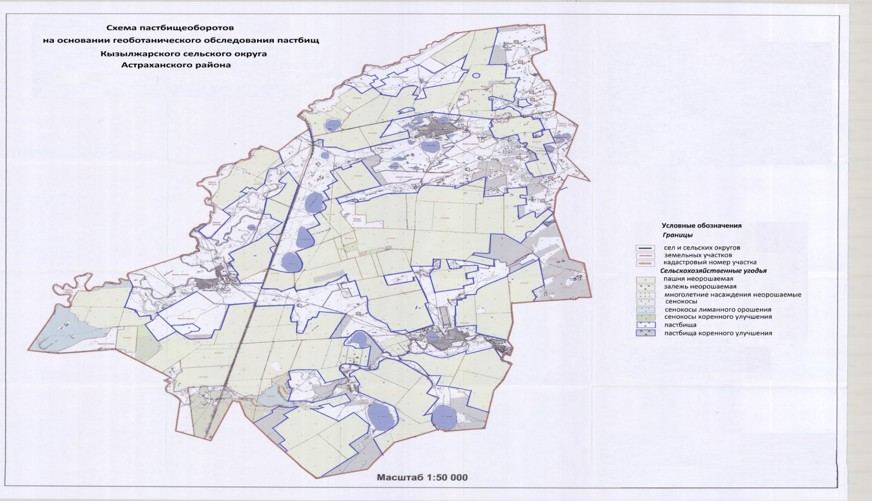 Схема пастбищеоборотов
на основании геоботанического обследования пастбищ
Кызылжарского сельского округа
Астраханского района
Условные обозначения
Границы
сел и сельских округов
земельных участков
кадастровый номер участка
Сельскохозяйственные угодья
пашня неорошаемая
залежь неорошаемая
многолетние насаждения неорошаемые
сенокосы
сенокосы лиманного орошения
сенокосы коренного улучшения
пастбища
пастбища коренного улучшения
Масштаб 1:50 000